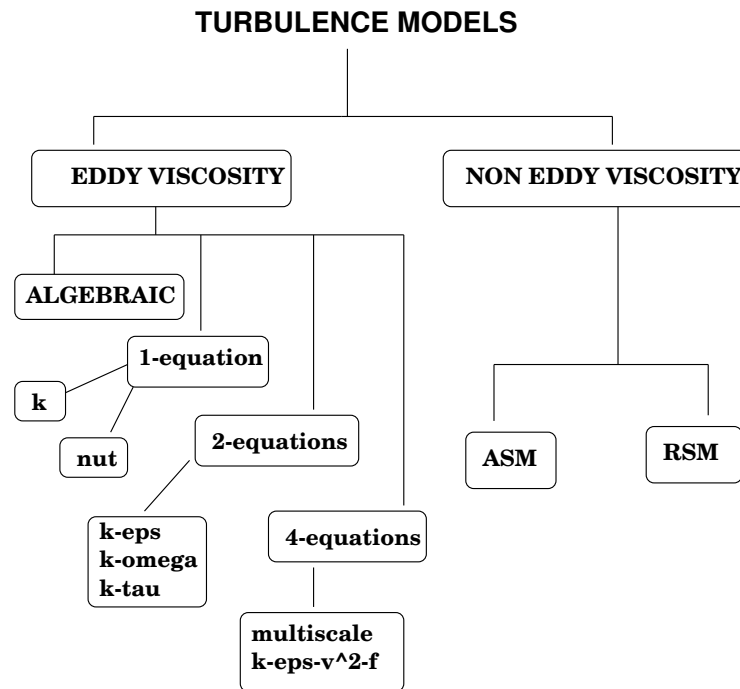 TURBULENCE MODELS
EDDY VISCOSITY
NON EDDY VISCOSITY
ALGEBRAIC
1-equation
k
nut
2-equations
ASM
RSM
k-eps
k-omega
k-tau
4-equations
multiscale
k-eps-v^2-f